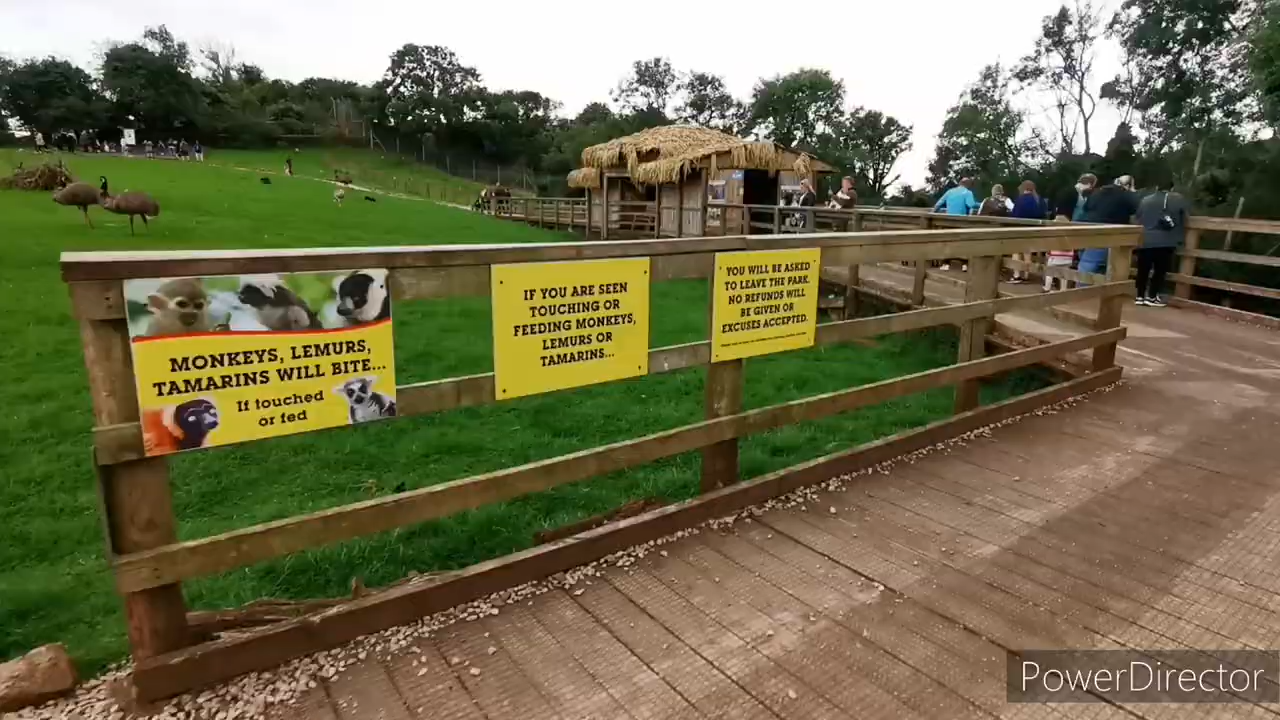 MONKEYS, LEMURS,
TAMARINS WILL BITE...
If touched
or fed
IF YOU ARE SEEN
TOUCHING OR
FEEDING MONKEYS,
LEMURS OR
TAMARINS...
YOU WILL BE ASKED
TO LEAVE THE PARK.
NO REFUNDS WILL
BE GIVEN OR
EXCUSES ACCEPTED.
PowerDirector